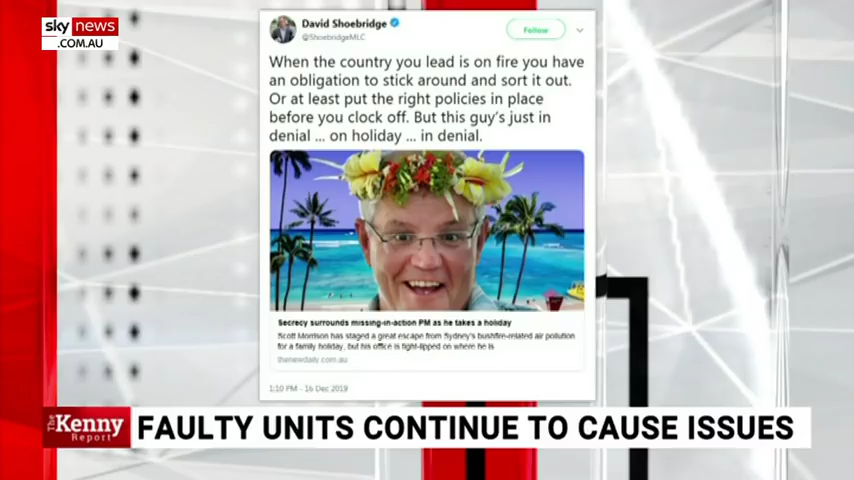 sky news
.COM.AU
David Shoebridge
@ShoebridgeMLC
Follow
When the country you lead is on fire you have
an obligation to stick around and sort it out.
Or at least put the right policies in place
before you clock off. But this guy's just in
denial ... on holiday ... in denial.
Secrecy surrounds missing-in-action PM as he takes a holiday
Scott Morrison has staged a great escape from Sydney's bushfire-related air pollution
for a family holiday, but his office is tight-lipped on where he is
thenewdaily.com.au
1:10 PM - 16 Dec 2019
The Kenny Report
FAULTY UNITS CONTINUE TO CAUSE ISSUES